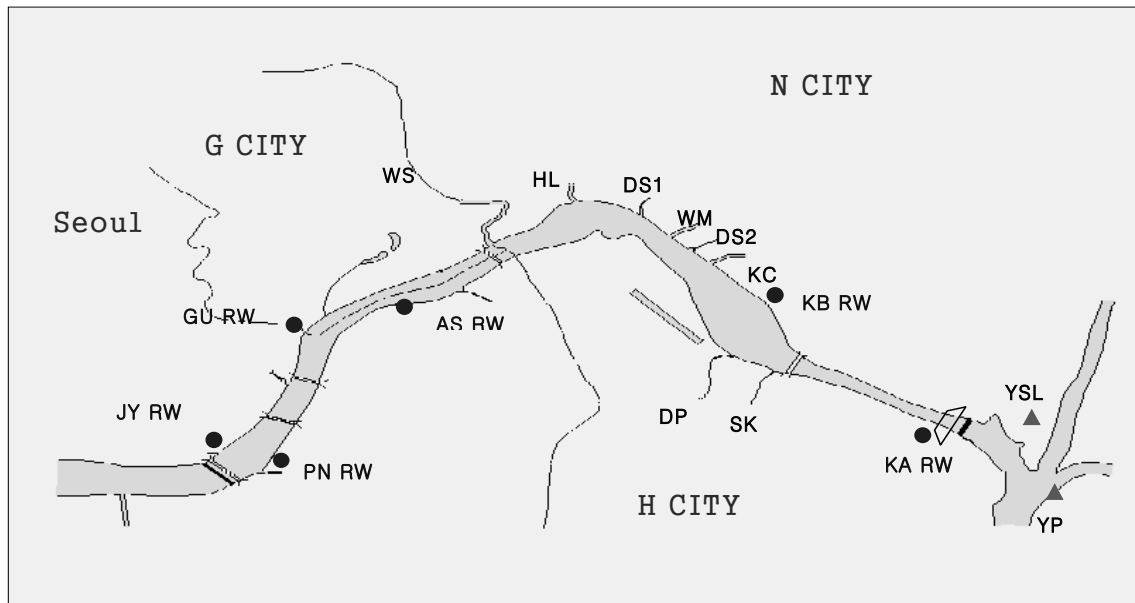 N CITY
G CITY
WS
HL
DS1
Seoul
WM
DS2
KC
KB RW
GU RW
AS RW
YSL
JY RW
DP
SK
KA RW
PN RW
H CITY
YP